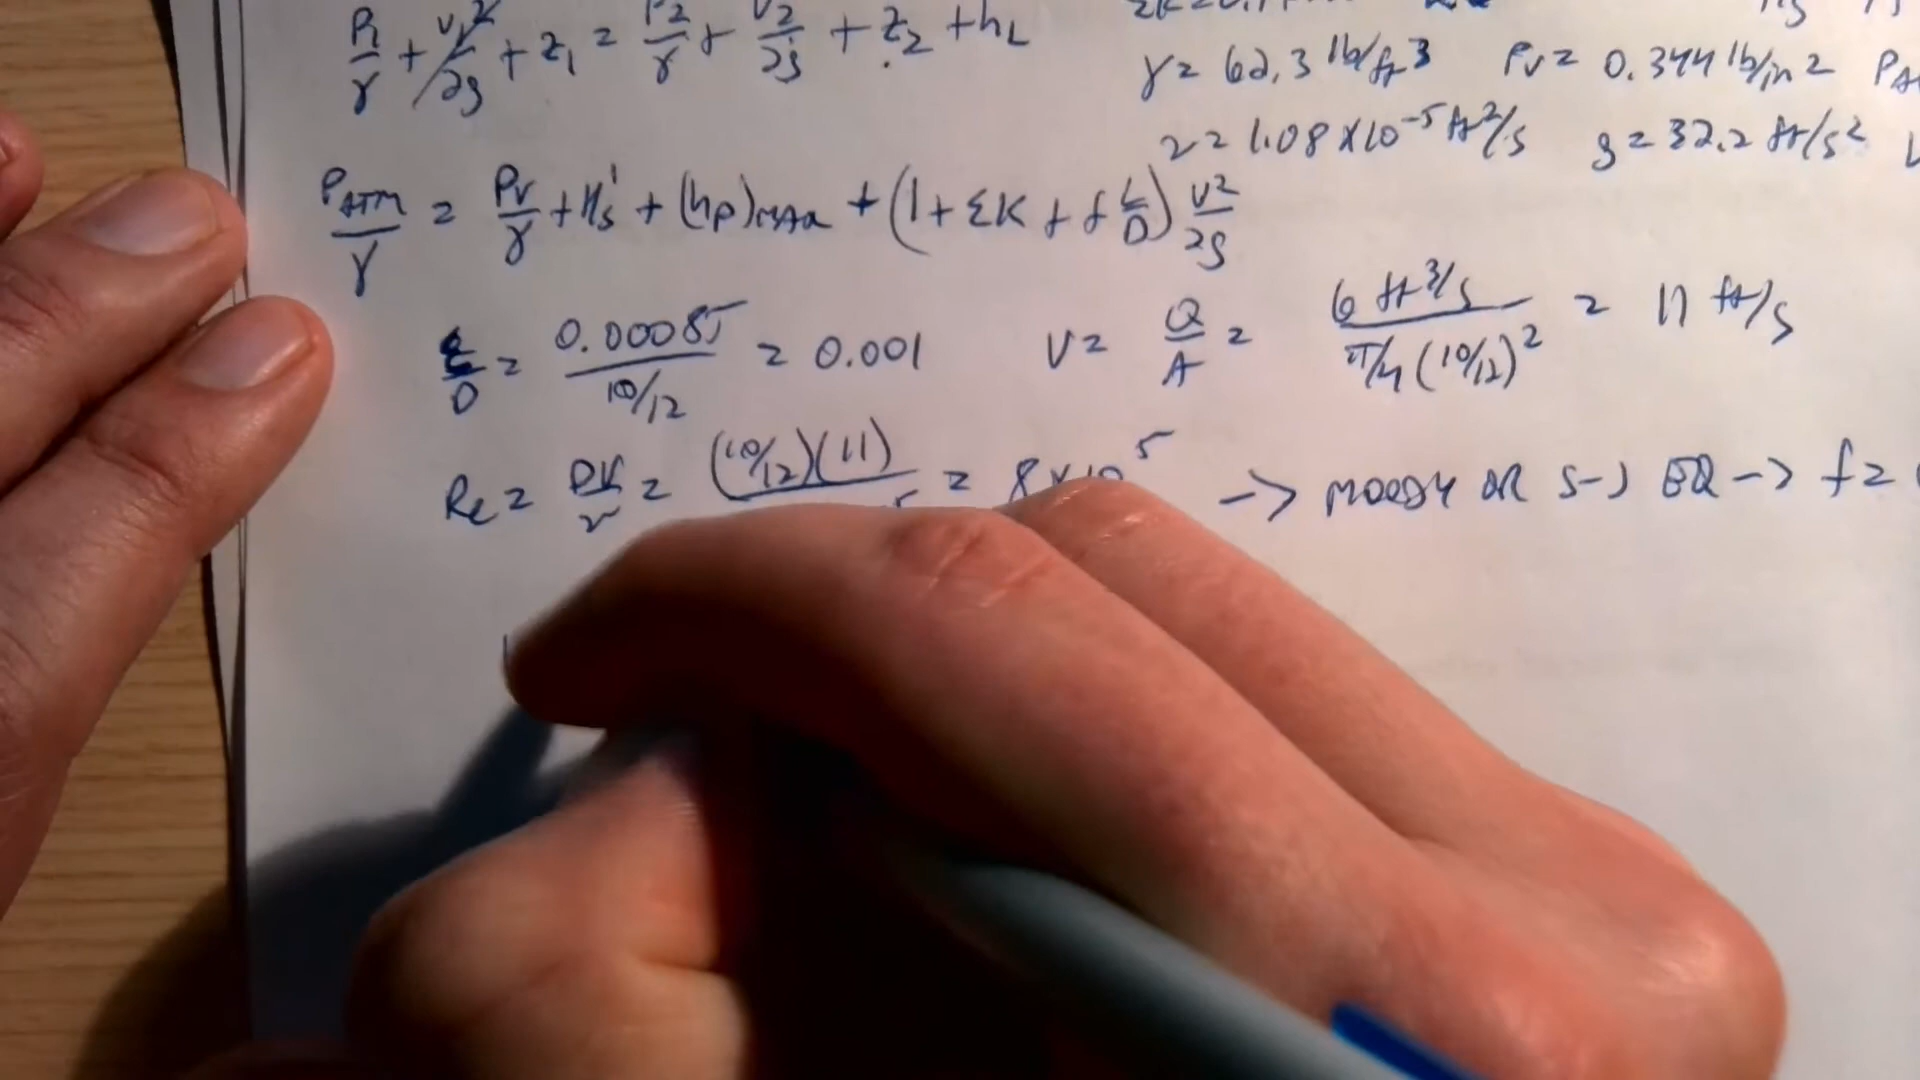 P1/γ + V1²/2g + z1 = P2/γ + V2²/2g + z2 + hL
γ = 62.3 lb/ft3 Pv = 0.344 lb/in2
ν = 1.08 x 10^-5 ft²/s g = 32.2 ft/s²
PATM/γ = Pv/γ + Hs' + (hp)max + (1 + ΣK + f L/D) V²/2g
ε/D = 0.00085/(10/12) = 0.001 V = Q/A = 6 ft³/s / π/4 (10/12)² = 11 ft/s
Re = DV/ν = (10/12)(11) = 8 x 10^5 -> MOODY OR S-J EQ -> f =